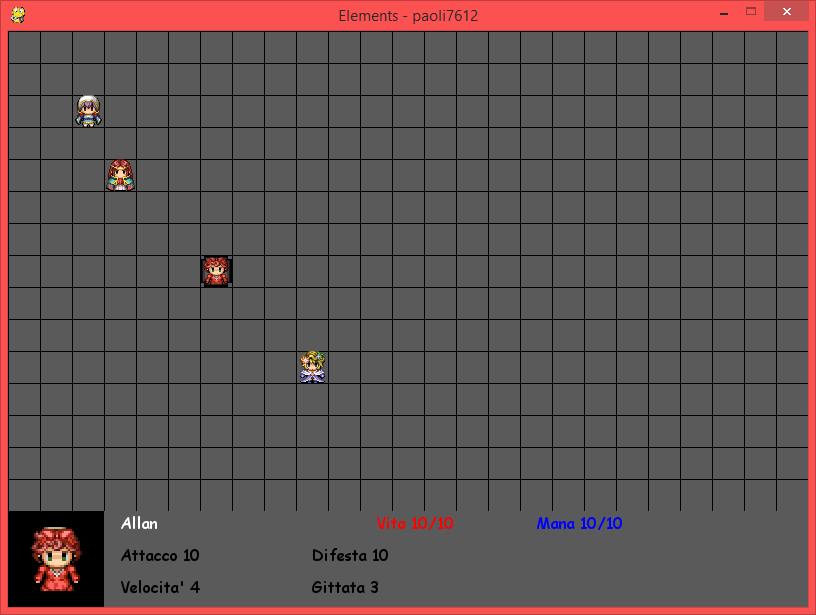 Elements - paoli7612
Allan Vita 10/10 Mana 10/10
Attacco 10 Difesta 10
Velocita' 4 Gittata 3